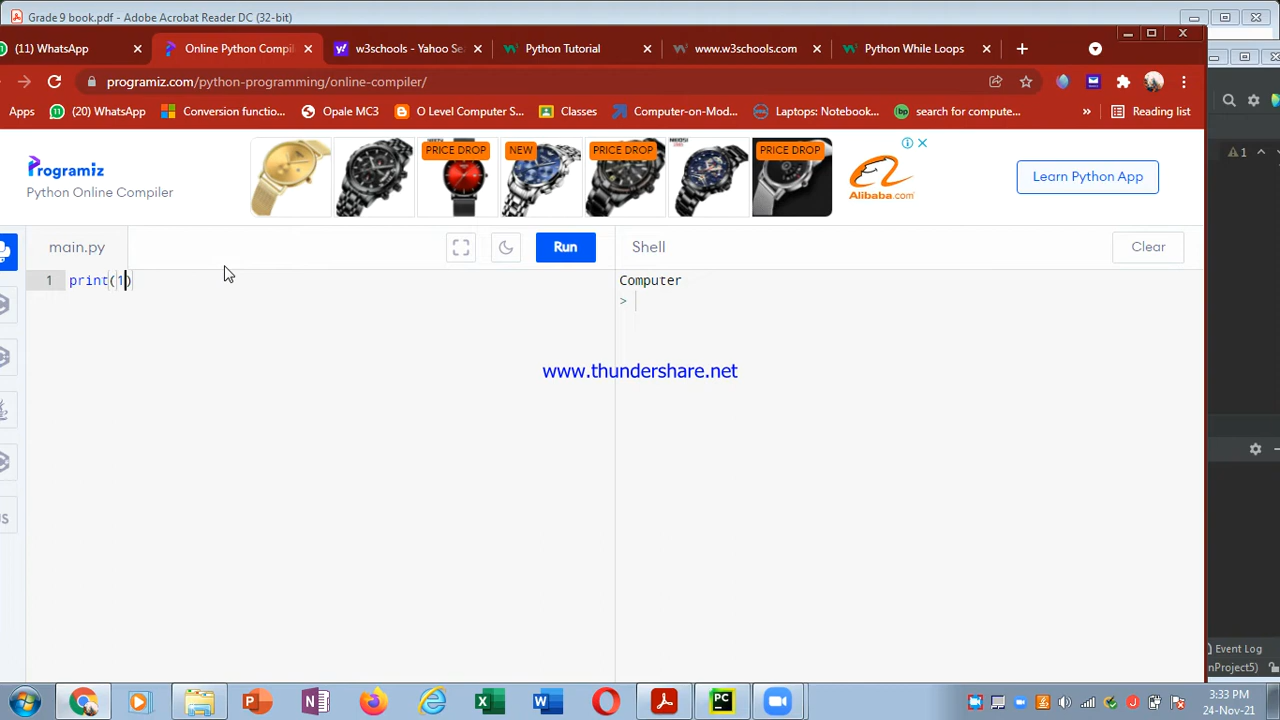 Grade 9 book.pdf - Adobe Acrobat Reader DC (32-bit)
(11) WhatsApp
Online Python Compil
w3schools - Yahoo Se
Python Tutorial
www.w3schools.com
Python While Loops
programiz.com/python-programming/online-compiler/
Apps
(20) WhatsApp
Conversion functio...
Opale MC3
O Level Computer S...
Classes
Computer-on-Mod...
Laptops: Notebook...
search for compute...
»
Reading list
Programiz
Python Online Compiler
PRICE DROP
NEW
PRICE DROP
PRICE DROP
Alibaba.com
Learn Python App
main.py
Run
Shell
Clear
1
print(1)
Computer
>
www.thundershare.net
1
Event Log
nProject5)
3:33 PM
24-Nov-21